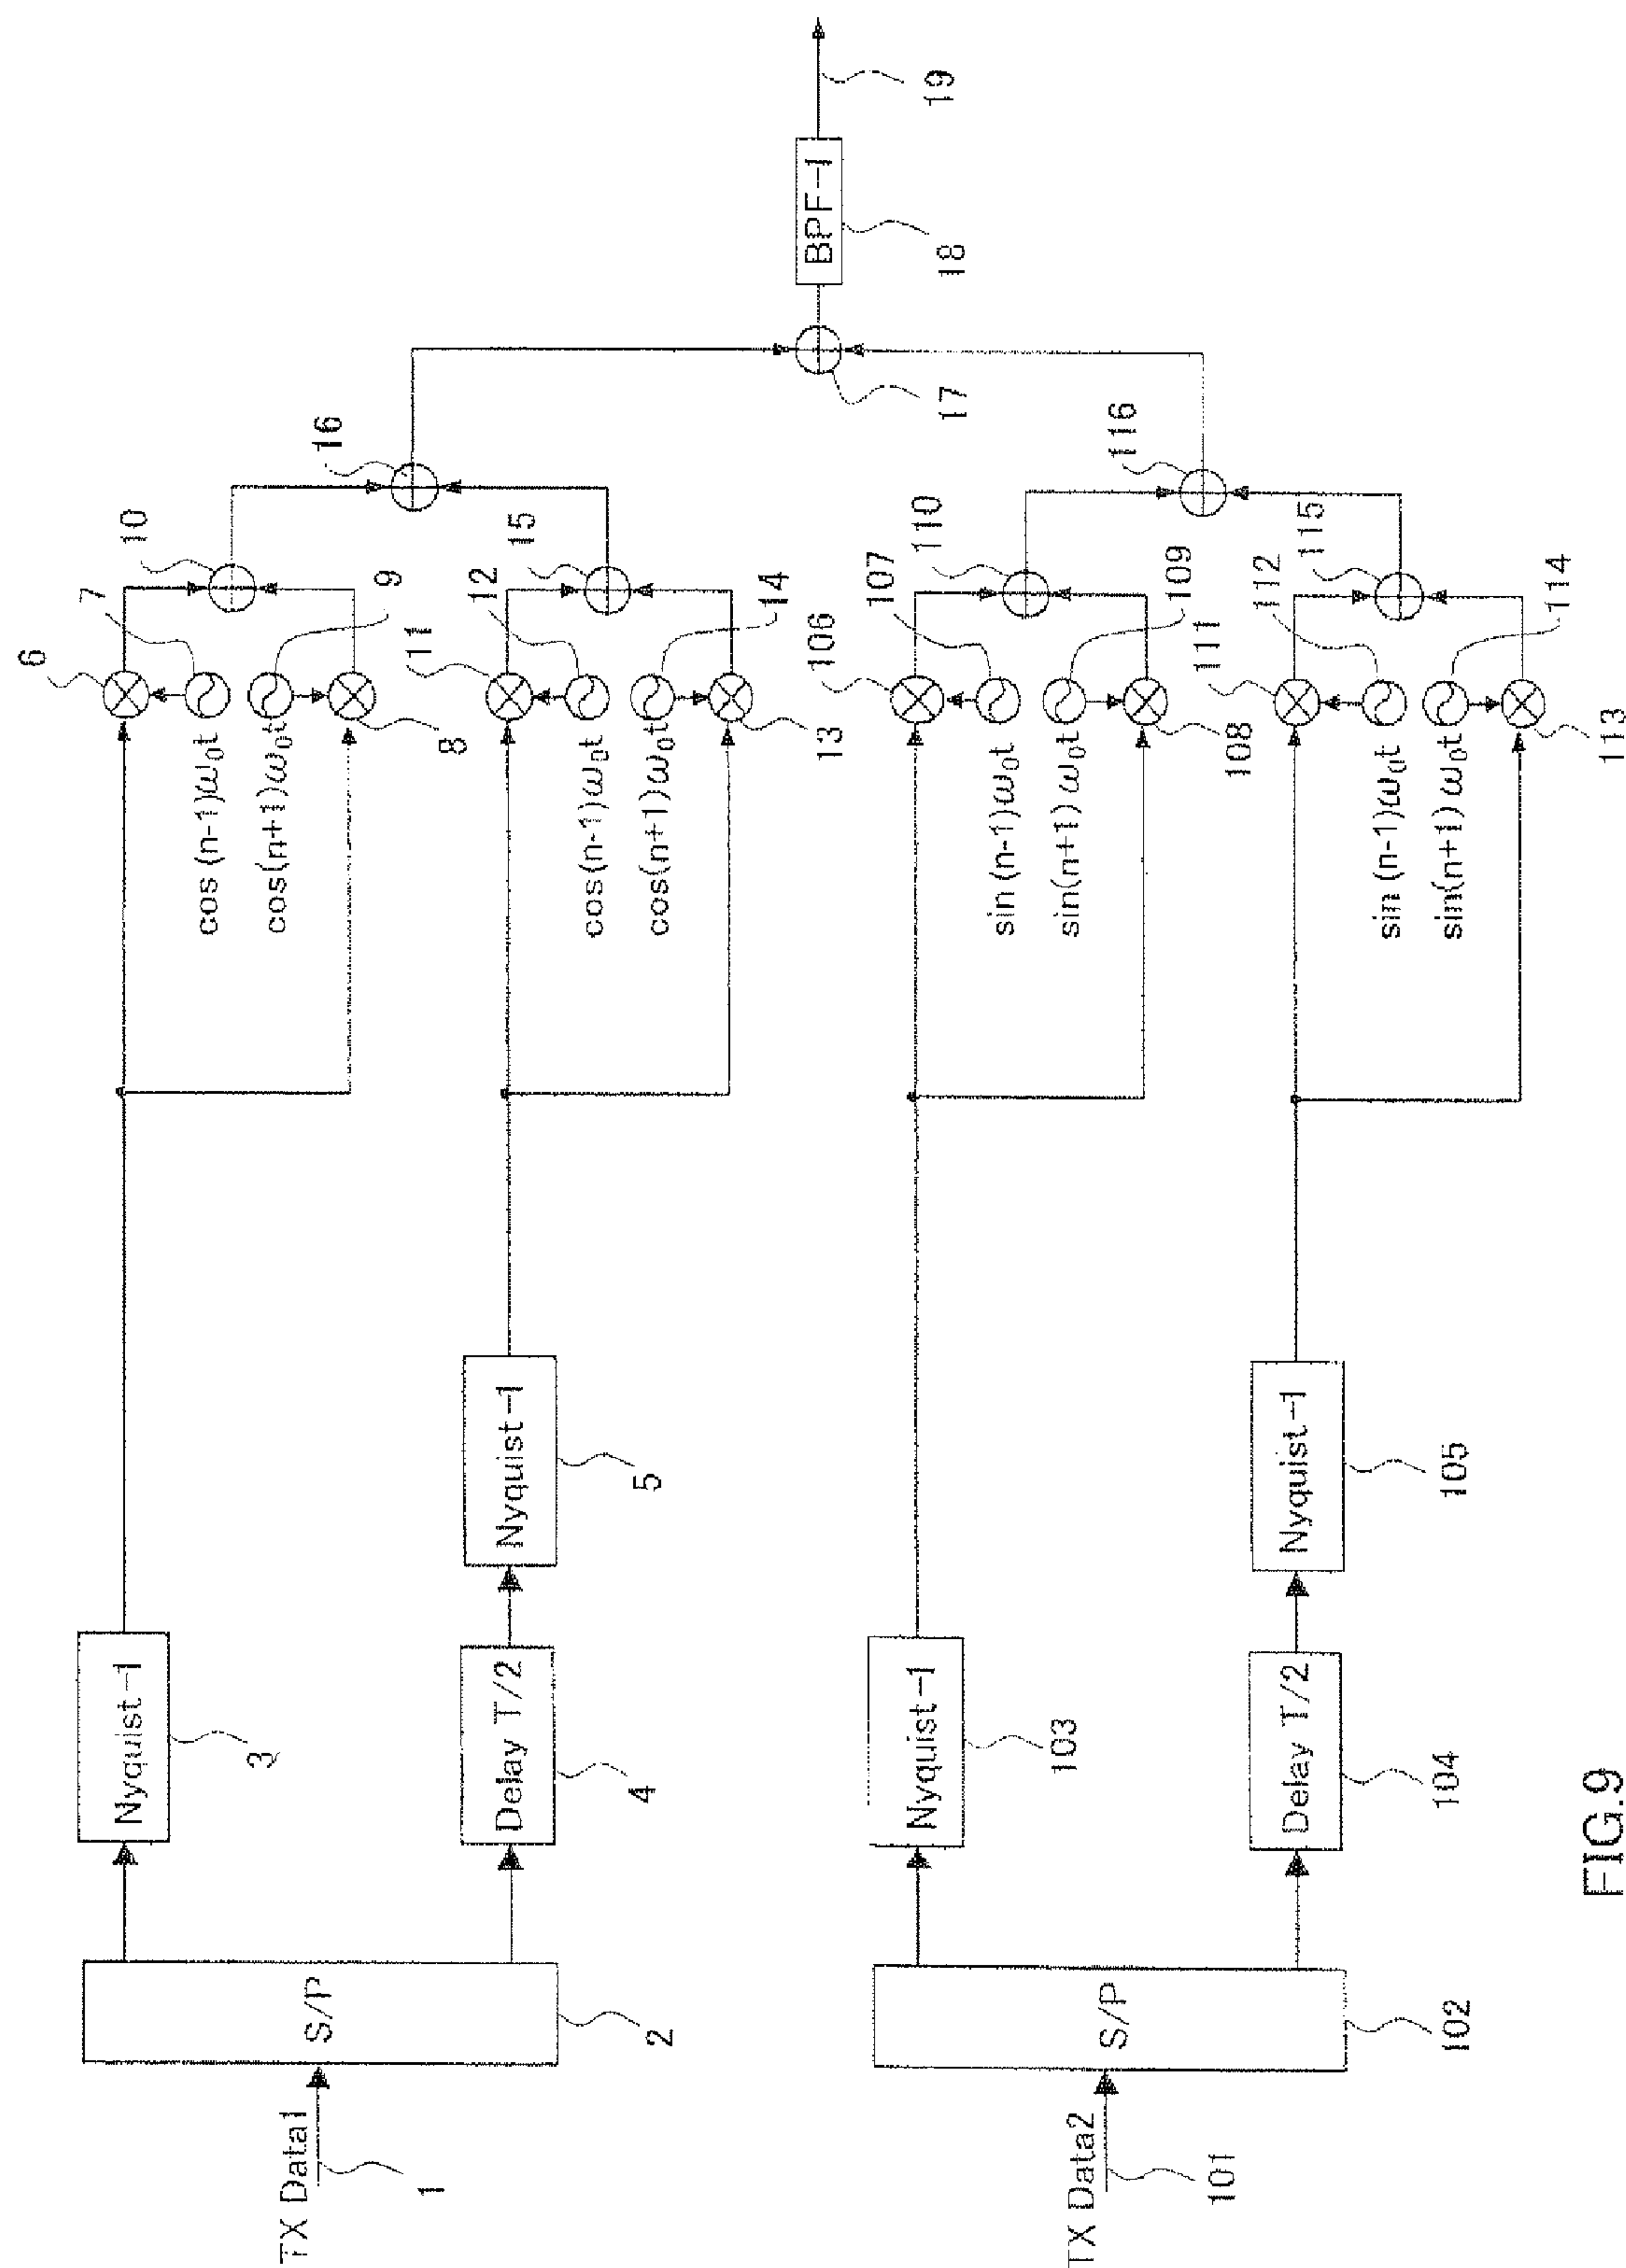 TX Data1
1
S/P
2
Nyquist-1
3
Delay T/2
4
Nyquist-1
5
6
7
cos (n-1)ω₀t
cos(n+1)ω₀t
9
8
10
11
12
cos(n-1)ω₀t
cos(n+1)ω₀t
14
13
15
16
TX Data2
101
S/P
102
Nyquist-1
103
Delay T/2
104
Nyquist-1
105
106
107
sin (n-1)ω₀t
sin(n+1)ω₀t
109
108
110
111
112
sin (n-1)ω₀t
sin(n+1)ω₀t
114
113
115
116
17
BPF-1
18
19
FIG.9